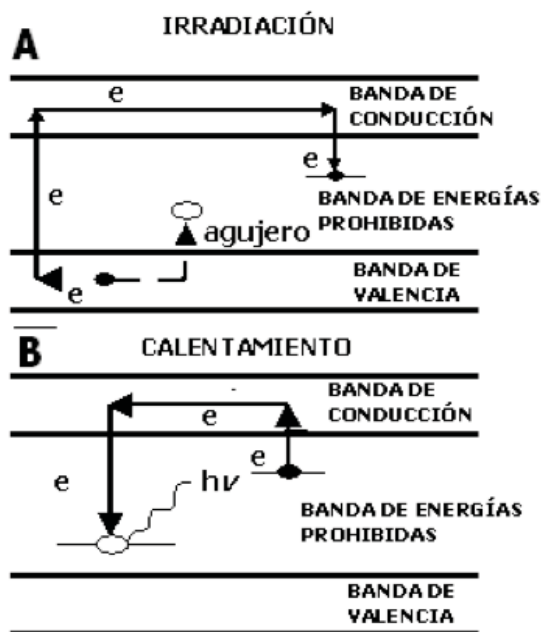 IRRADIACIÓN
A
e
BANDA DE
CONDUCCIÓN
e
e
BANDA DE ENERGÍAS
PROHIBIDAS
agujero
e
BANDA DE
VALENCIA
B
CALENTAMIENTO
BANDA DE
CONDUCCIÓN
e
e
e
hν
BANDA DE ENERGÍAS
PROHIBIDAS
BANDA DE
VALENCIA